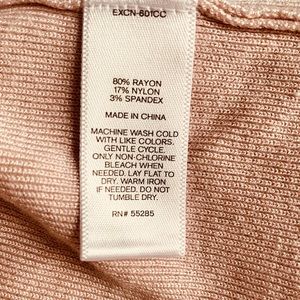 EXCN-601CC
80% RAYON
17% NYLON
3% SPANDEX
MADE IN CHINA
MACHINE WASH COLD
WITH LIKE COLORS.
GENTLE CYCLE.
ONLY NON-CHLORINE
BLEACH WHEN
NEEDED. LAY FLAT TO
DRY. WARM IRON
IF NEEDED. DO NOT
TUMBLE DRY.
RN# 55285